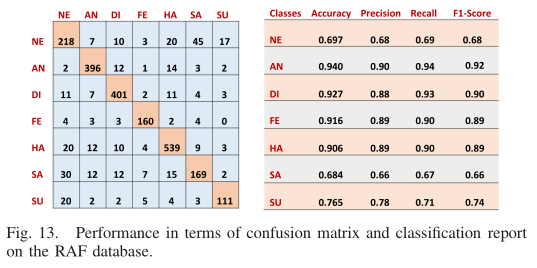 NE AN DI FE HA SA SU
NE 218 7 10 3 20 45 17
AN 2 396 12 1 14 3 2
DI 11 7 401 2 11 4 3
FE 4 3 3 160 2 4 0
HA 20 12 10 4 539 9 3
SA 30 12 12 7 15 169 2
SU 20 2 2 5 4 3 111
Classes Accuracy Precision Recall F1-Score
NE 0.697 0.68 0.69 0.68
AN 0.940 0.90 0.94 0.92
DI 0.927 0.88 0.93 0.90
FE 0.916 0.89 0.90 0.89
HA 0.906 0.89 0.90 0.89
SA 0.684 0.66 0.67 0.66
SU 0.765 0.78 0.71 0.74
Fig. 13. Performance in terms of confusion matrix and classification report
on the RAF database.